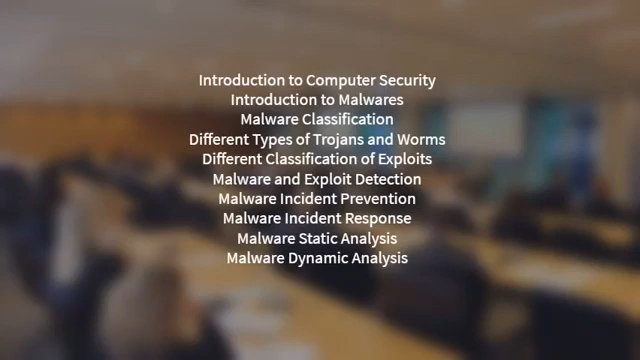 Introduction to Computer Security
Introduction to Malwares
Malware Classification
Different Types of Trojans and Worms
Different Classification of Exploits
Malware and Exploit Detection
Malware Incident Prevention
Malware Incident Response
Malware Static Analysis
Malware Dynamic Analysis